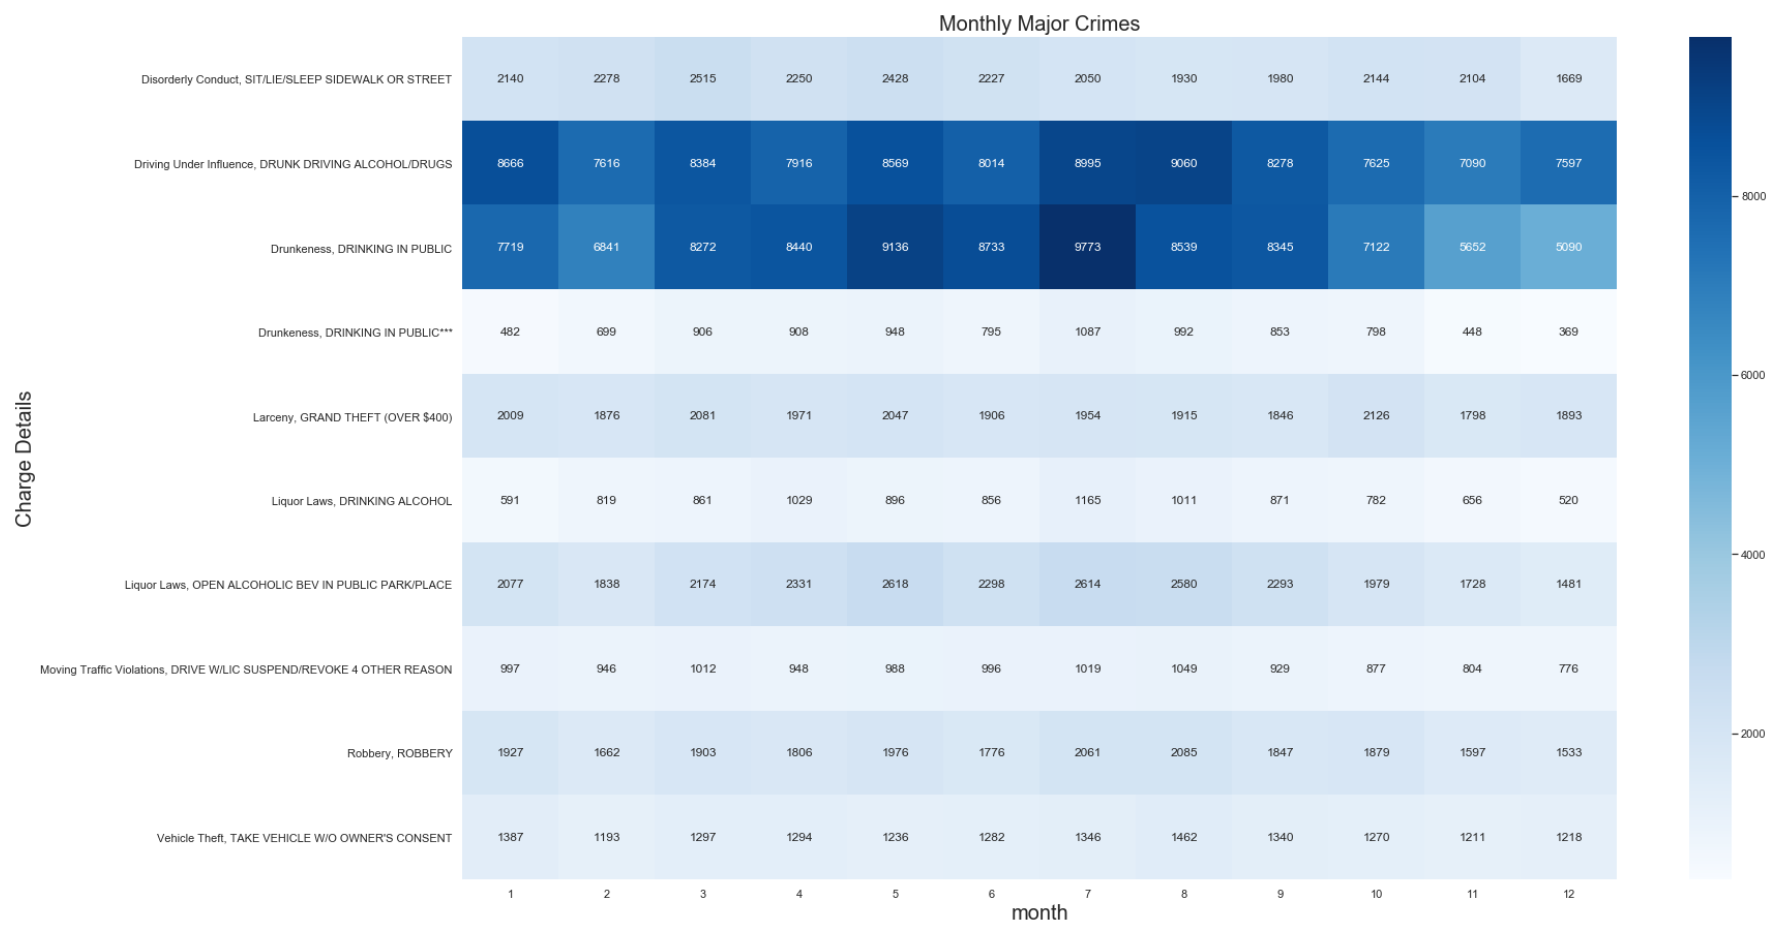 Monthly Major Crimes
Disorderly Conduct, SIT/LIE/SLEEP SIDEWALK OR STREET 2140 2278 2515 2250 2428 2227 2050 1930 1980 2144 2104 1669
Driving Under Influence, DRUNK DRIVING ALCOHOL/DRUGS 8666 7616 8384 7916 8569 8014 8995 9060 8278 7625 7090 7597
8000
Drunkeness, DRINKING IN PUBLIC 7719 6841 8272 8440 9136 8733 9773 8539 8345 7122 5652 5090
Drunkeness, DRINKING IN PUBLIC*** 482 699 906 908 948 795 1087 992 853 798 448 369
6000
Larceny, GRAND THEFT (OVER $400) 2009 1876 2081 1971 2047 1906 1954 1915 1846 2126 1798 1893
Charge Details
Liquor Laws, DRINKING ALCOHOL 591 819 861 1029 896 856 1165 1011 871 782 656 520
4000
Liquor Laws, OPEN ALCOHOLIC BEV IN PUBLIC PARK/PLACE 2077 1838 2174 2331 2618 2298 2614 2580 2293 1979 1728 1481
Moving Traffic Violations, DRIVE W/LIC SUSPEND/REVOKE 4 OTHER REASON 997 946 1012 948 988 996 1019 1049 929 877 804 776
2000
Robbery, ROBBERY 1927 1662 1903 1806 1976 1776 2061 2085 1847 1879 1597 1533
Vehicle Theft, TAKE VEHICLE W/O OWNER'S CONSENT 1387 1193 1297 1294 1236 1282 1346 1462 1340 1270 1211 1218
1 2 3 4 5 6 7 8 9 10 11 12
month